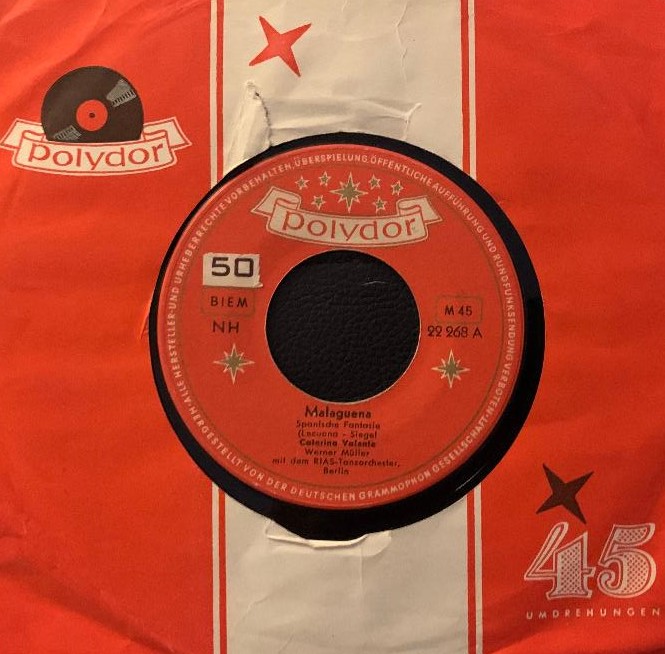 polydor
·ALLE HERSTELLER- UND URHEBERRECHTE VORBEHALTEN, ÜBERSPIELUNG, ÖFFENTLICHE AUFFÜHRUNG UND RUNDFUNKSENDUNG VERBOTEN·
polydor
50
BIEM
NH
M 45
22 268 A
Malaguena
Spanische Fantasie
(Lecuona - Siegel
Caterina Valente
Werner Müller
mit dem RIAS-Tanzorchester,
Berlin
HERGESTELLT VON DER DEUTSCHEN GRAMMOPHON GESELLSCHAFT
45
UMDREHUNGEN